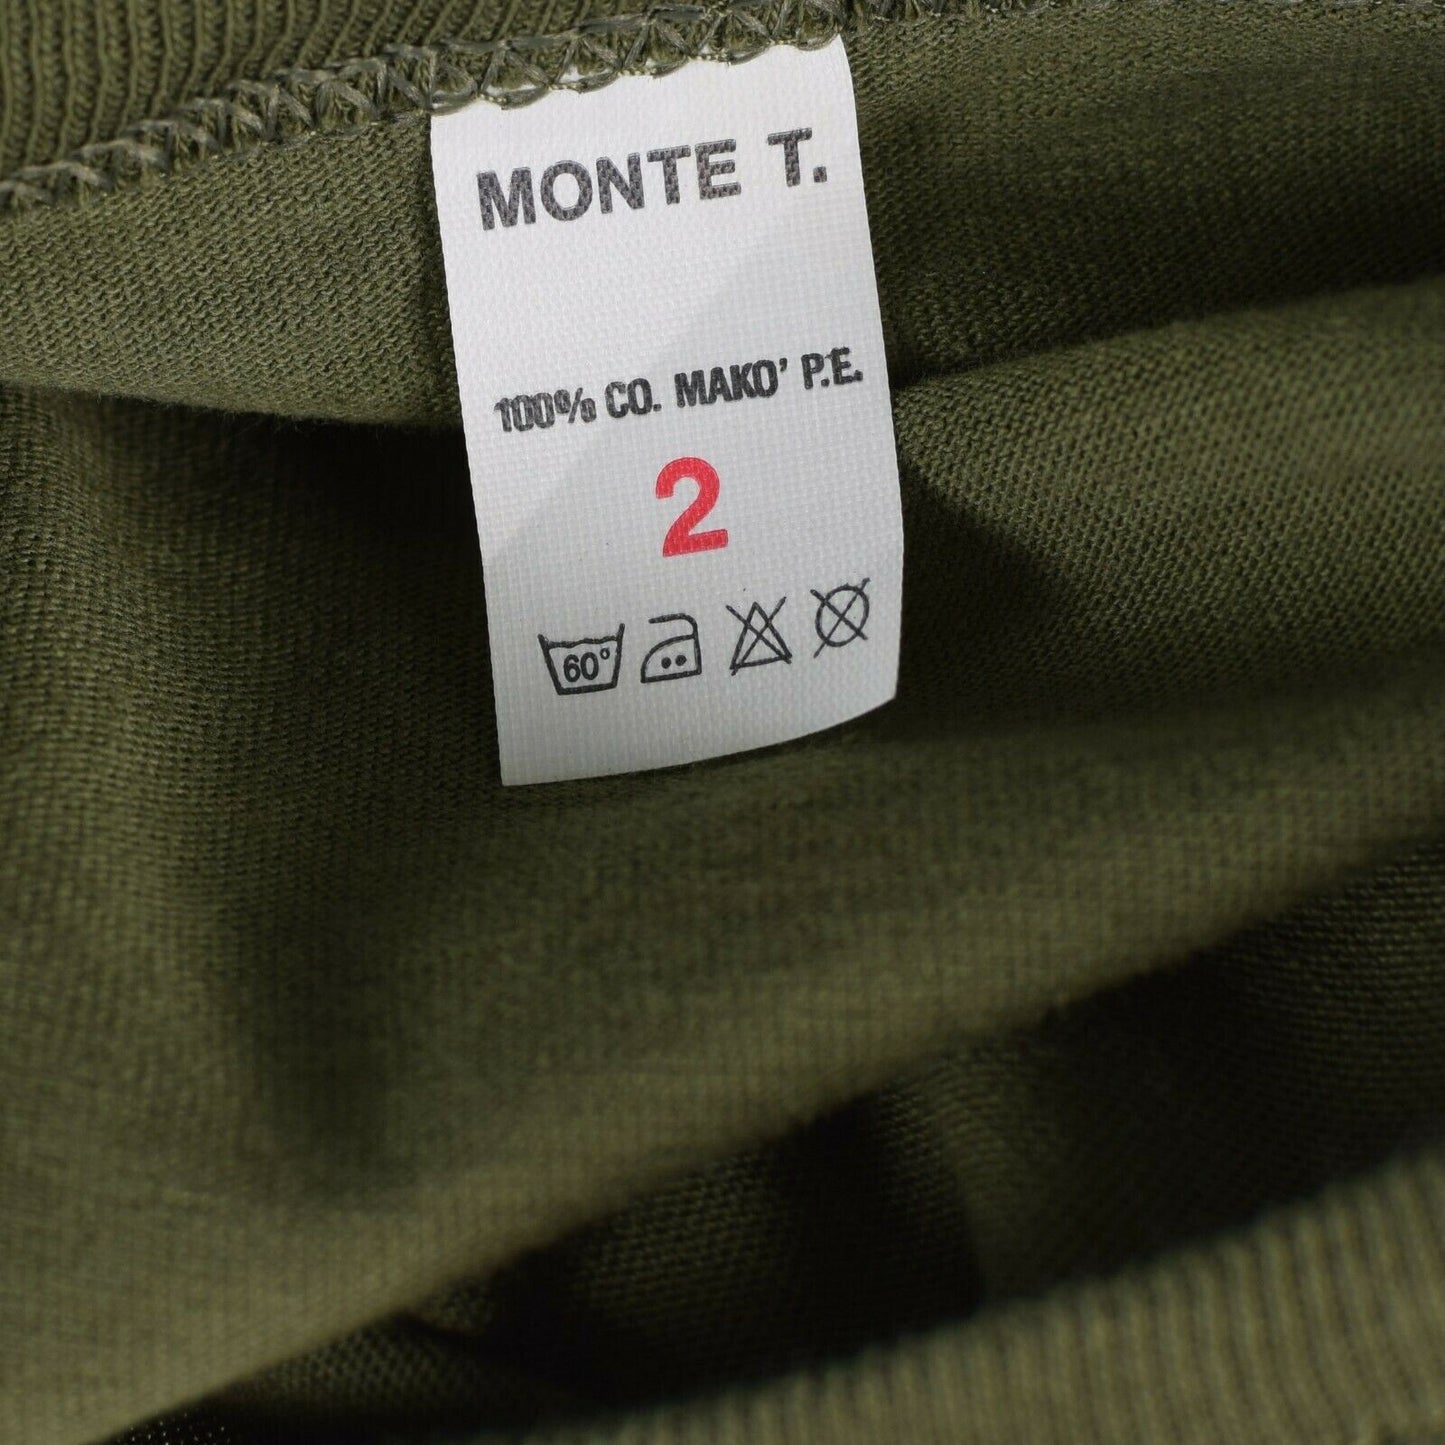 MONTE T.
100% CO. MAKO' P.E.
2
60°